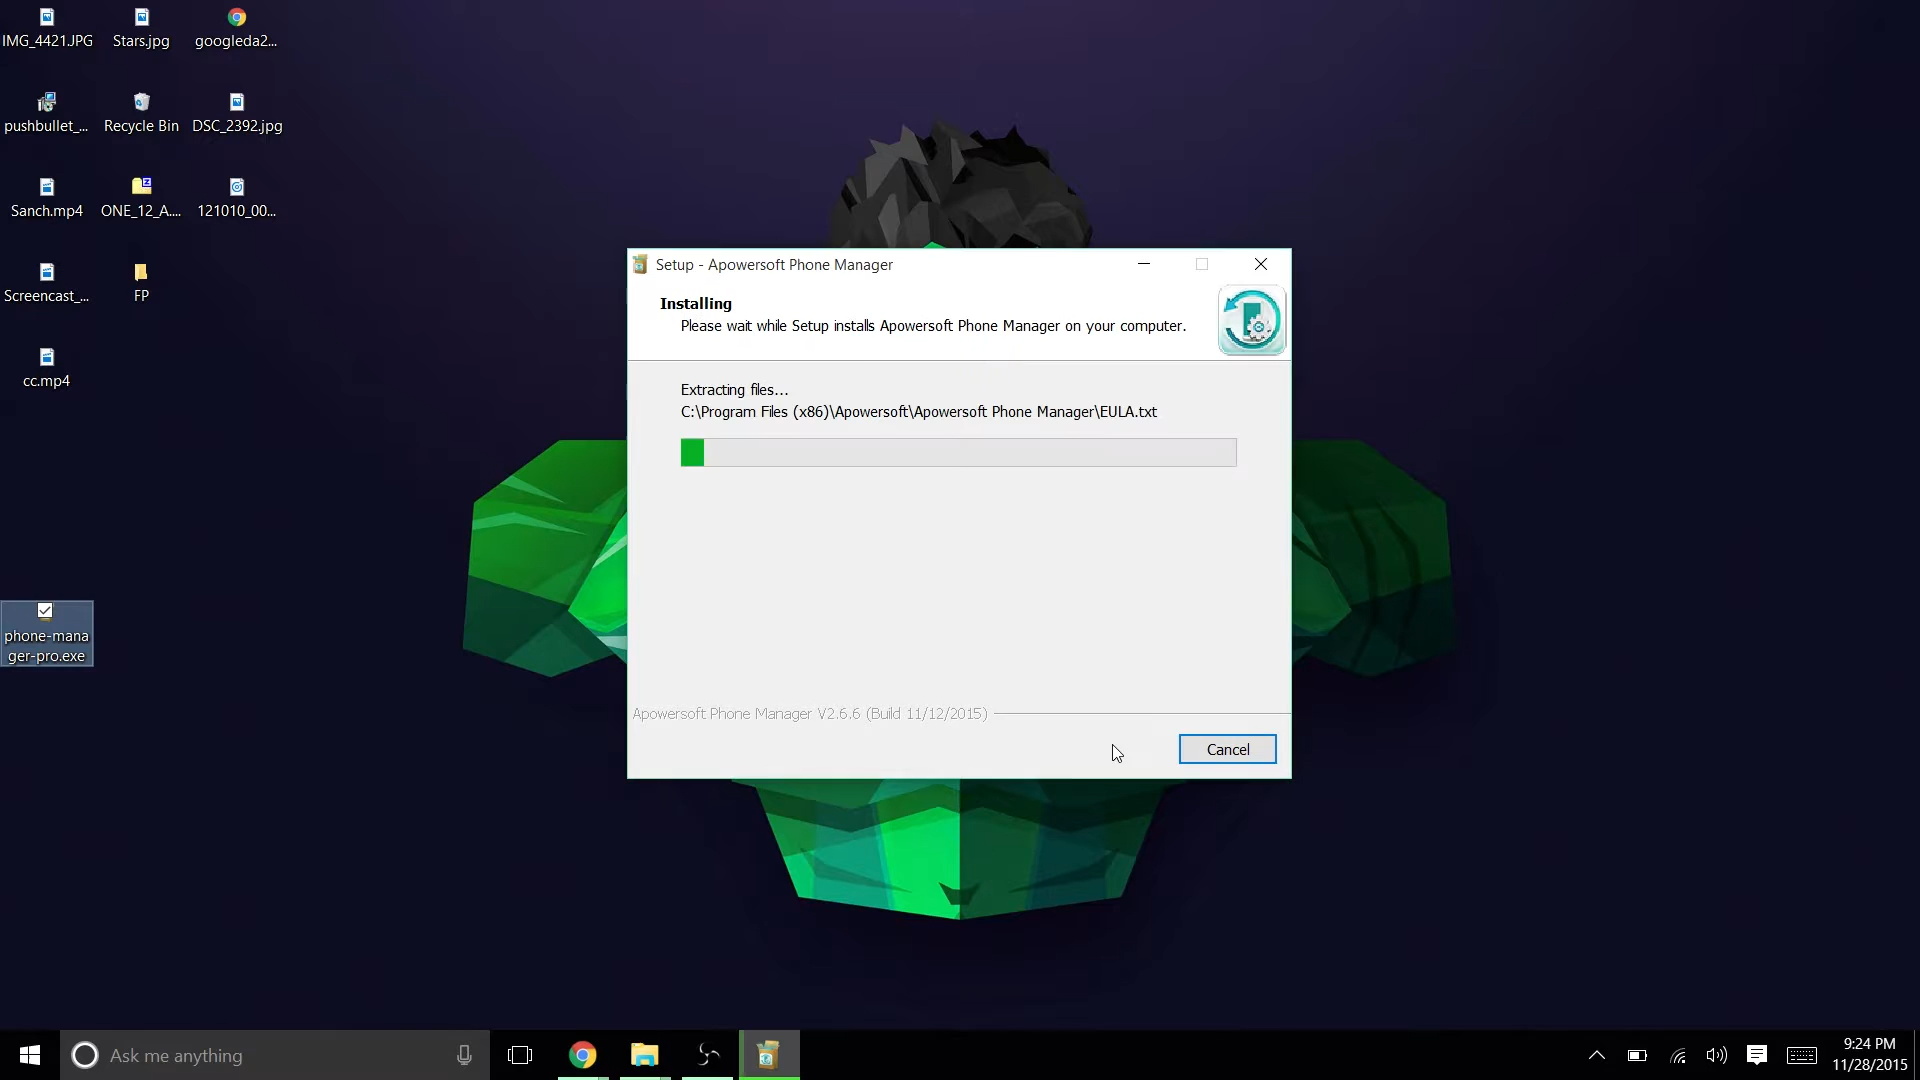 IMG_4421.JPG
Stars.jpg
googleda2...
pushbullet_...
Recycle Bin
DSC_2392.jpg
Sanch.mp4
ONE_12_A....
121010_00...
Screencast_...
FP
cc.mp4
phone-mana
ger-pro.exe
Setup - Apowersoft Phone Manager
Installing
Please wait while Setup installs Apowersoft Phone Manager on your computer.
Extracting files...
C:\Program Files (x86)\Apowersoft\Apowersoft Phone Manager\EULA.txt
Apowersoft Phone Manager V2.6.6 (Build 11/12/2015)
Cancel
Ask me anything
9:24 PM
11/28/2015